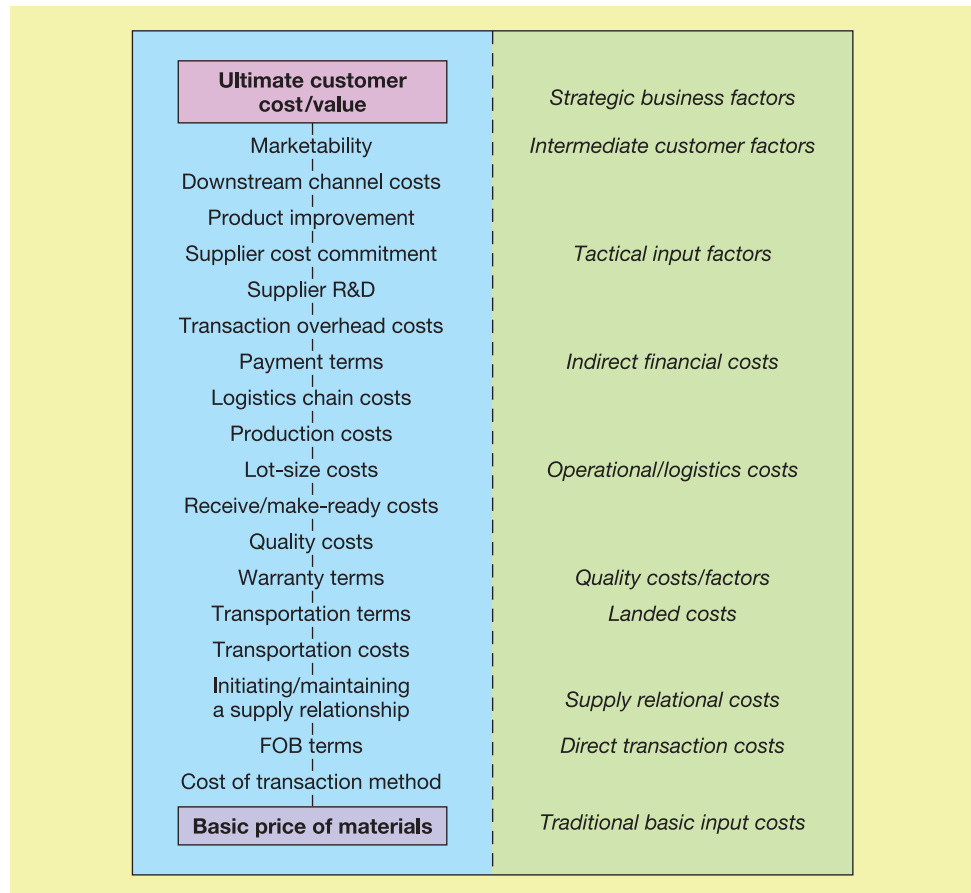 Ultimate customer
cost/value
Strategic business factors
Marketability
Intermediate customer factors
Downstream channel costs
Product improvement
Supplier cost commitment
Tactical input factors
Supplier R&D
Transaction overhead costs
Payment terms
Indirect financial costs
Logistics chain costs
Production costs
Lot-size costs
Operational/logistics costs
Receive/make-ready costs
Quality costs
Warranty terms
Quality costs/factors
Transportation terms
Landed costs
Transportation costs
Initiating/maintaining
a supply relationship
Supply relational costs
FOB terms
Direct transaction costs
Cost of transaction method
Basic price of materials
Traditional basic input costs